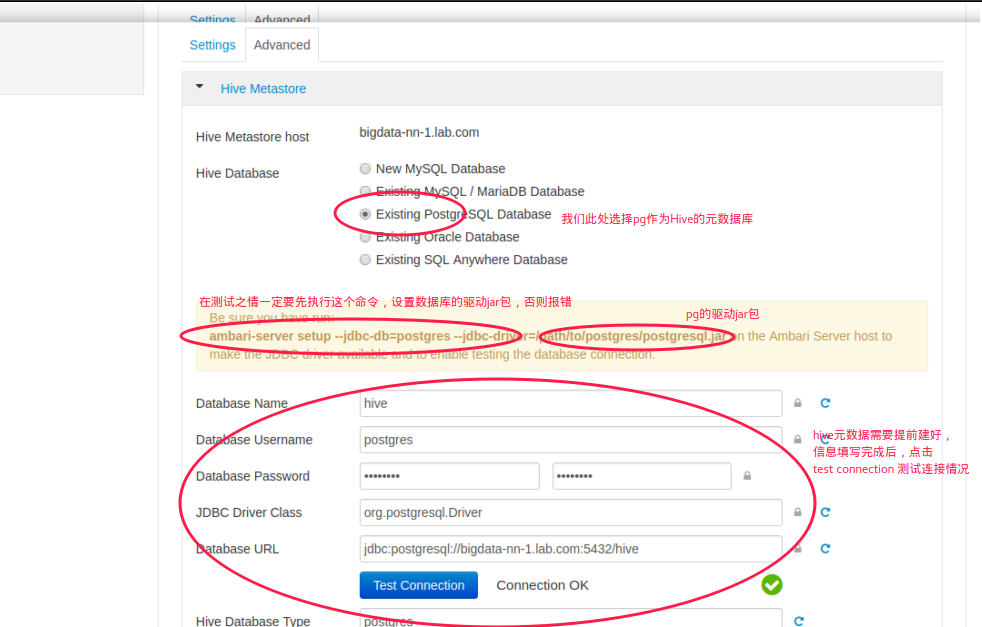 Settings Advanced
Settings Advanced
Hive Metastore
Hive Metastore host bigdata-nn-1.lab.com
Hive Database New MySQL Database
Existing MySQL / MariaDB Database
Existing PostgreSQL Database 我们此处选择pg作为Hive的元数据库
Existing Oracle Database
Existing SQL Anywhere Database
在测试之情一定要先执行这个命令，设置数据库的驱动jar包，否则报错
pg的驱动jar包
Be sure you have run:
ambari-server setup --jdbc-db=postgres --jdbc-driver=/path/to/postgres/postgresql.jar on the Ambari Server host to
make the JDBC driver available and to enable testing the database connection.
Database Name hive
Database Username postgres
hive元数据需要提前建好，
信息填写完成后，点击
test connection 测试连接情况
Database Password •••••••• ••••••••
JDBC Driver Class org.postgresql.Driver
Database URL jdbc:postgresql://bigdata-nn-1.lab.com:5432/hive
Test Connection Connection OK
Hive Database Type postgres